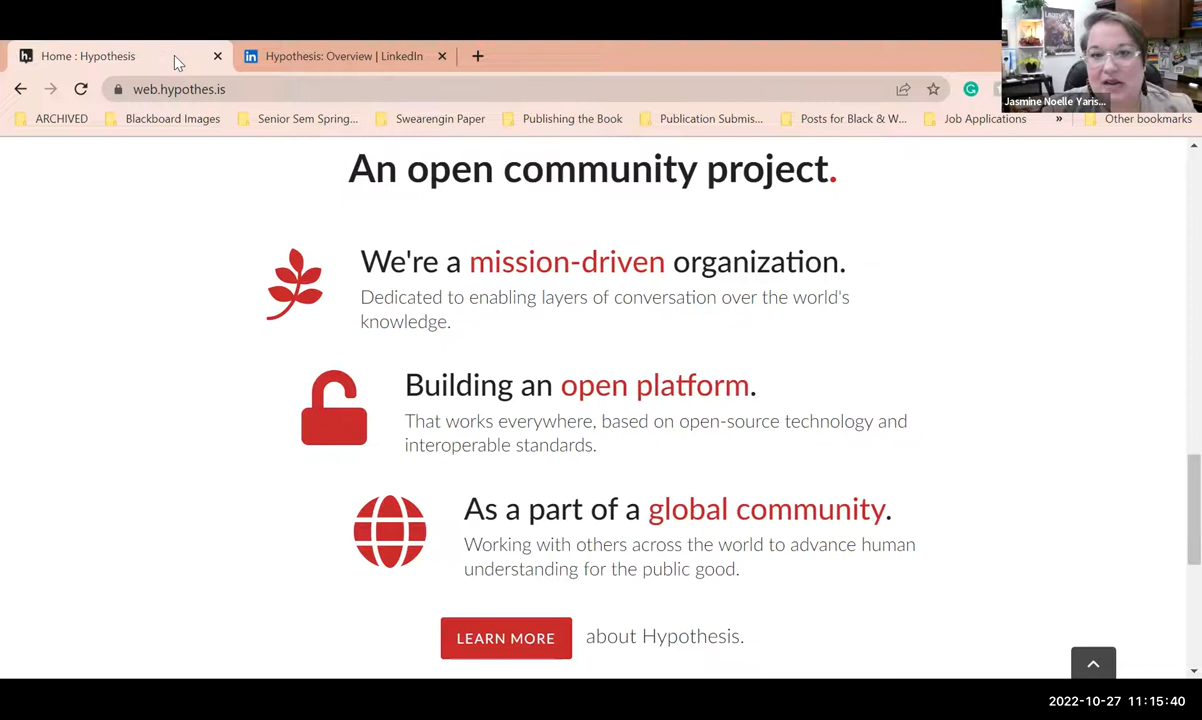 Home : Hypothesis
Hypothesis: Overview | LinkedIn
web.hypothes.is
Jasmine Noelle Yaris...
ARCHIVED
Blackboard Images
Senior Sem Spring...
Swearengin Paper
Publishing the Book
Publication Submis...
Posts for Black & W...
Job Applications
»
Other bookmarks
An open community project.
We're a mission-driven organization.
Dedicated to enabling layers of conversation over the world's
knowledge.
Building an open platform.
That works everywhere, based on open-source technology and
interoperable standards.
As a part of a global community.
Working with others across the world to advance human
understanding for the public good.
LEARN MORE about Hypothesis.
2022-10-27 11:15:40